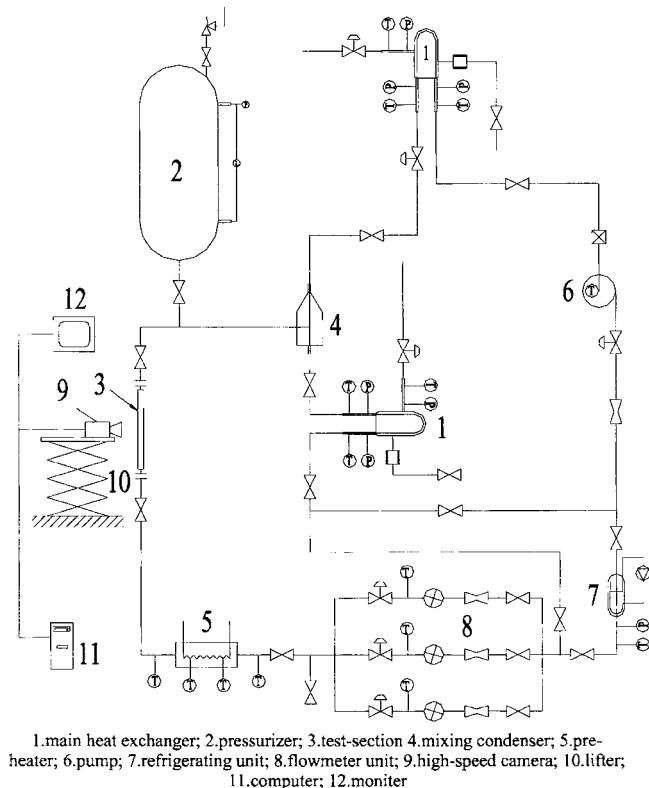 T
P
1
P
P
2
12
4
6
T
3
T
P
9
1
P
T
P
10
T
7
5
8
T
P
11
T
T
T
T
T
T
1.main heat exchanger; 2.pressurizer; 3.test-section 4.mixing condenser; 5.pre-
heater; 6.pump; 7.refrigerating unit; 8.flowmeter unit; 9.high-speed camera; 10.lifter;
11.computer; 12.moniter